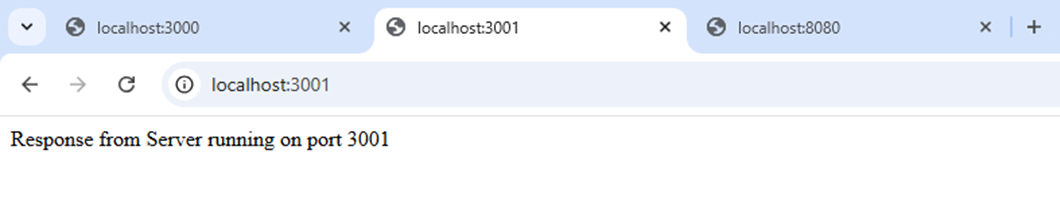 localhost:3000 localhost:3001 localhost:8080
localhost:3001
Response from Server running on port 3001